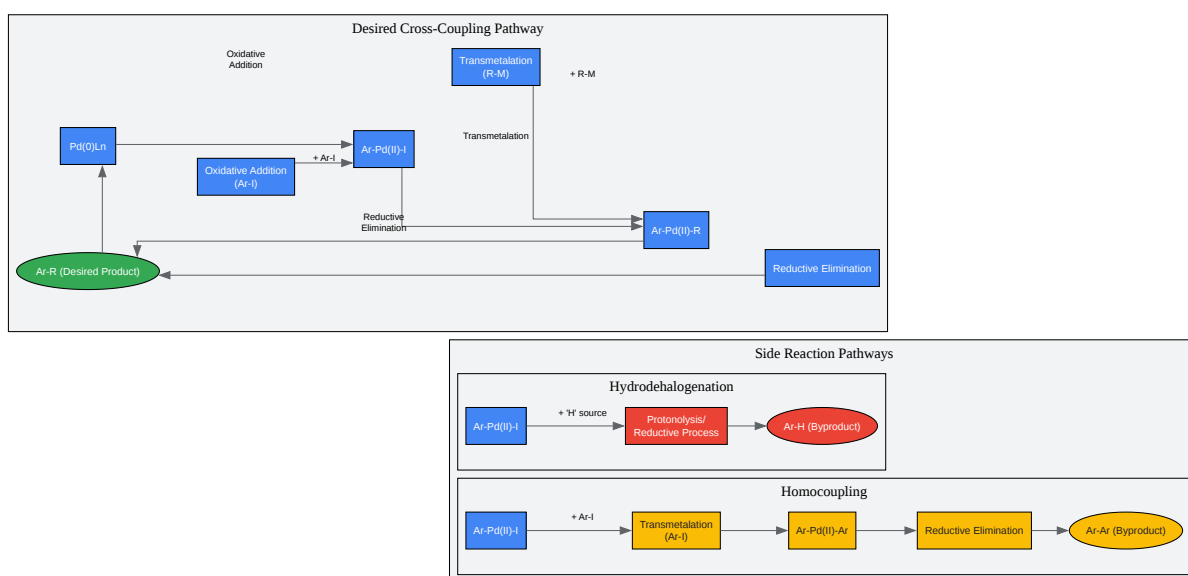 Desired Cross-Coupling Pathway
Oxidative
Addition
Transmetalation
(R-M)
+ R-M
Transmetalation
Pd(0)Ln
Ar-Pd(II)-I
+ Ar-I
Oxidative Addition
(Ar-I)
Reductive
Elimination
Ar-Pd(II)-R
Ar-R (Desired Product)
Reductive Elimination
Side Reaction Pathways
Hydrodehalogenation
Ar-Pd(II)-I
+ 'H' source
Protonolysis/
Reductive Process
Ar-H (Byproduct)
Homocoupling
Ar-Pd(II)-I
+ Ar-I
Transmetalation
(Ar-I)
Ar-Pd(II)-Ar
Reductive Elimination
Ar-Ar (Byproduct)